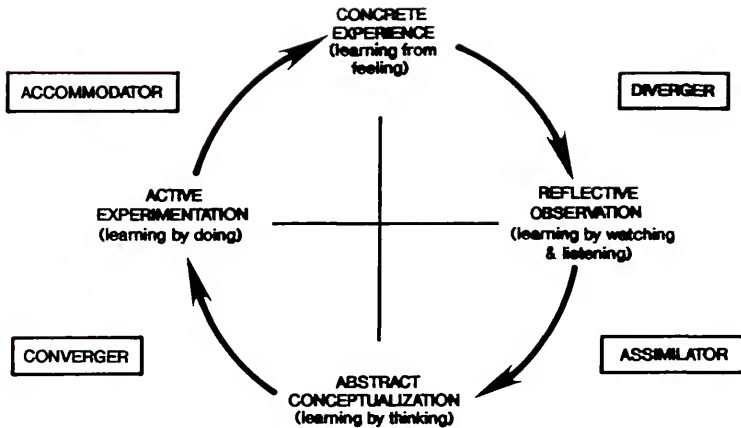 CONCRETE
EXPERIENCE
(learning from
feeling)
ACCOMMODATOR
DIVERGER
ACTIVE
EXPERIMENTATION
(learning by doing)
REFLECTIVE
OBSERVATION
(learning by watching
& listening)
CONVERGER
ASSIMILATOR
ABSTRACT
CONCEPTUALIZATION
(learning by thinking)